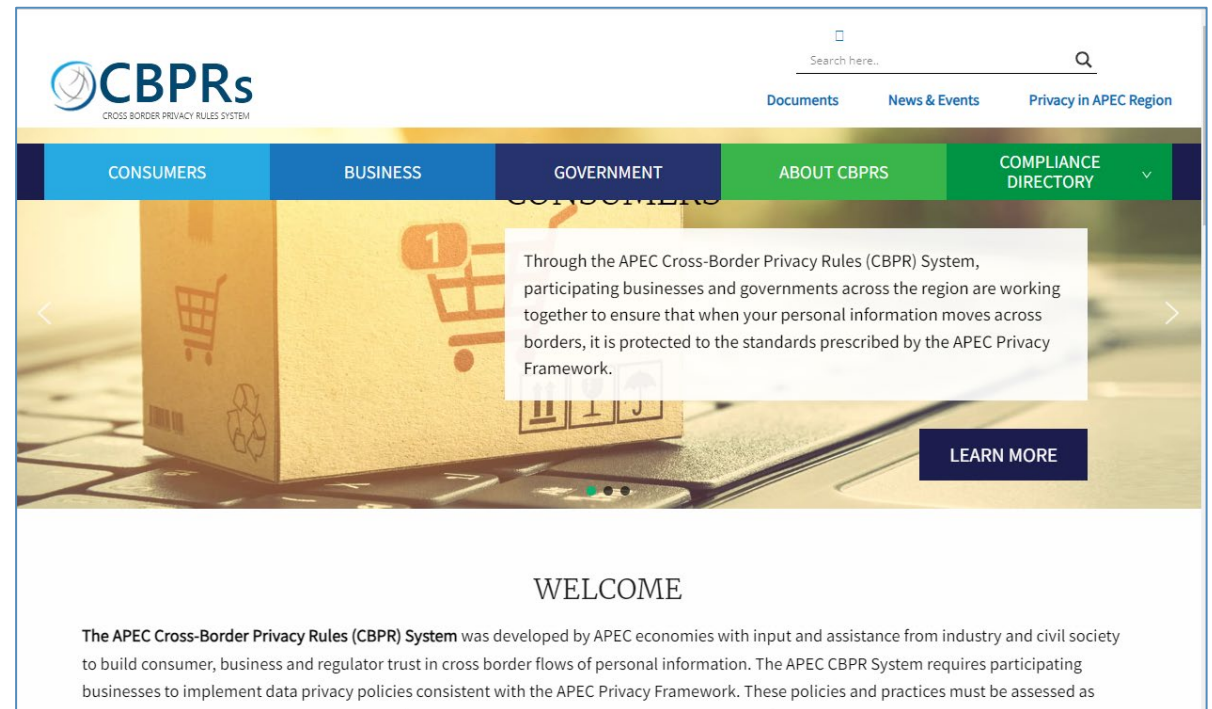 Search here..
CBPRs
CROSS BORDER PRIVACY RULES SYSTEM
Documents News & Events Privacy in APEC Region
CONSUMERS BUSINESS GOVERNMENT ABOUT CBPRS COMPLIANCE DIRECTORY
CONSUMERS
1
Through the APEC Cross-Border Privacy Rules (CBPR) System,
participating businesses and governments across the region are working
together to ensure that when your personal information moves across
borders, it is protected to the standards prescribed by the APEC Privacy
Framework.
LEARN MORE
WELCOME
The APEC Cross-Border Privacy Rules (CBPR) System was developed by APEC economies with input and assistance from industry and civil society
to build consumer, business and regulator trust in cross border flows of personal information. The APEC CBPR System requires participating
businesses to implement data privacy policies consistent with the APEC Privacy Framework. These policies and practices must be assessed as